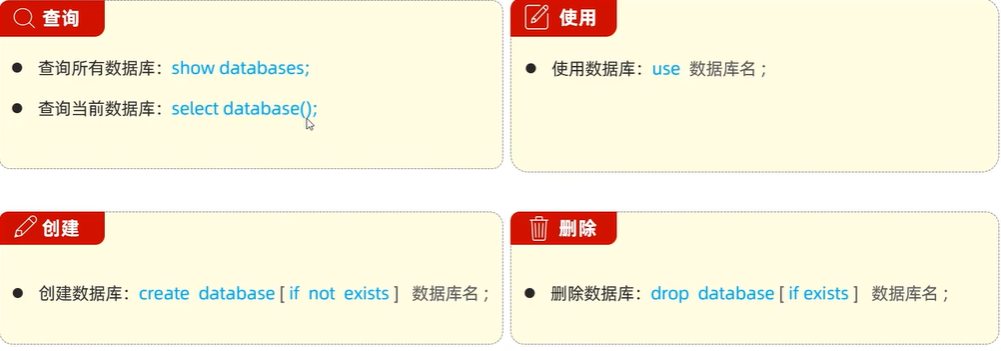 查询
查询所有数据库：show databases;
查询当前数据库：select database();
使用
使用数据库：use 数据库名 ;
创建
创建数据库：create database [ if not exists ] 数据库名 ;
删除
删除数据库：drop database [ if exists ] 数据库名 ;